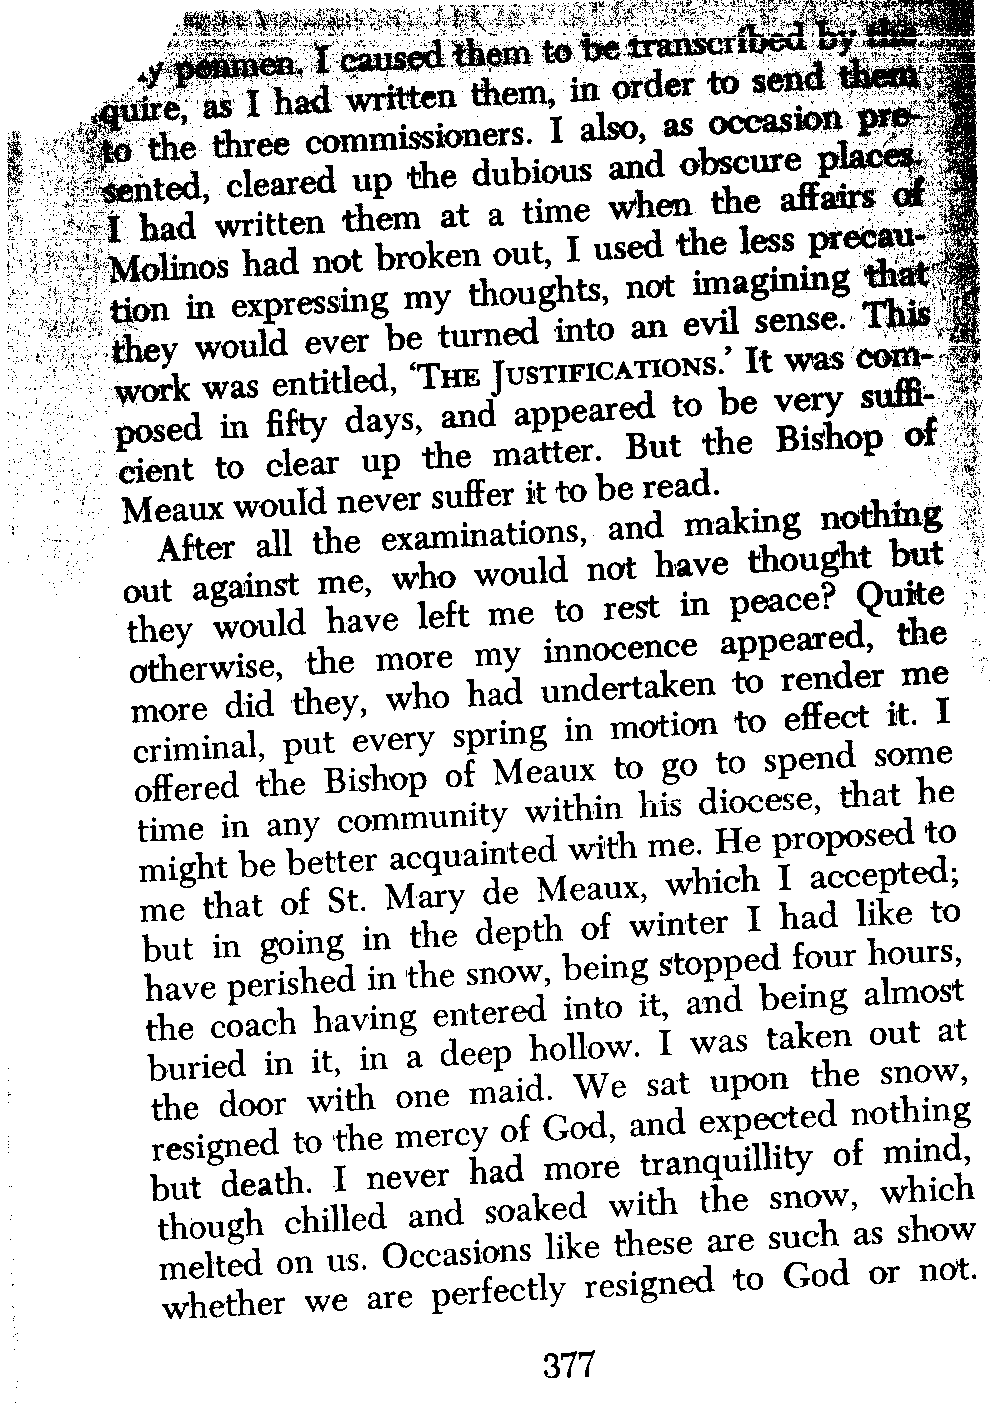 penmen. I caused them to be transcribed by the
quire, as I had written them, in order to send them
to the three commissioners. I also, as occasion pre-
sented, cleared up the dubious and obscure places.
I had written them at a time when the affairs of
Molinos had not broken out, I used the less precau-
tion in expressing my thoughts, not imagining that
they would ever be turned into an evil sense. This
work was entitled, ‘THE JUSTIFICATIONS.’ It was com-
posed in fifty days, and appeared to be very suffi-
cient to clear up the matter. But the Bishop of
Meaux would never suffer it to be read.
After all the examinations, and making nothing
out against me, who would not have thought but
they would have left me to rest in peace? Quite
otherwise, the more my innocence appeared, the
more did they, who had undertaken to render me
criminal, put every spring in motion to effect it. I
offered the Bishop of Meaux to go to spend some
time in any community within his diocese, that he
might be better acquainted with me. He proposed to
me that of St. Mary de Meaux, which I accepted;
but in going in the depth of winter I had like to
have perished in the snow, being stopped four hours,
the coach having entered into it, and being almost
buried in it, in a deep hollow. I was taken out at
the door with one maid. We sat upon the snow,
resigned to the mercy of God, and expected nothing
but death. I never had more tranquillity of mind,
though chilled and soaked with the snow, which
melted on us. Occasions like these are such as show
whether we are perfectly resigned to God or not.
377